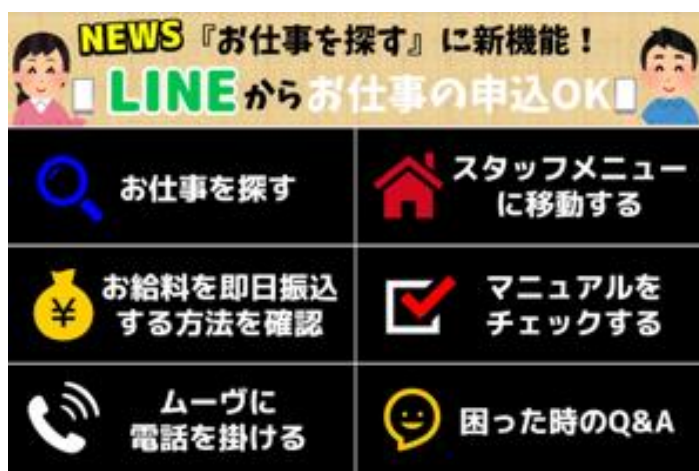 NEWS『お仕事を探す』に新機能！
LINEからお仕事の申込OK
お仕事を探す
スタッフメニュー
に移動する
お給料を即日振込
する方法を確認
マニュアルを
チェックする
ムーヴに
電話を掛ける
困った時のQ&A